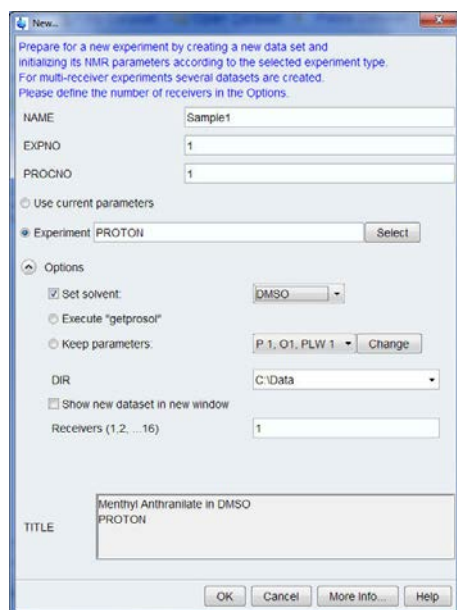 New...
Prepare for a new experiment by creating a new data set and
initializing its NMR parameters according to the selected experiment type.
For multi-receiver experiments several datasets are created.
Please define the number of receivers in the Options.
NAME Sample1
EXPNO 1
PROCNO 1
Use current parameters
Experiment PROTON Select
Options
Set solvent: DMSO
Execute "getprosol"
Keep parameters: P 1, O1, PLW 1 Change
DIR C:\Data
Show new dataset in new window
Receivers (1,2, ...16) 1
TITLE
Menthyl Anthranilate in DMSO
PROTON
OK Cancel More Info... Help